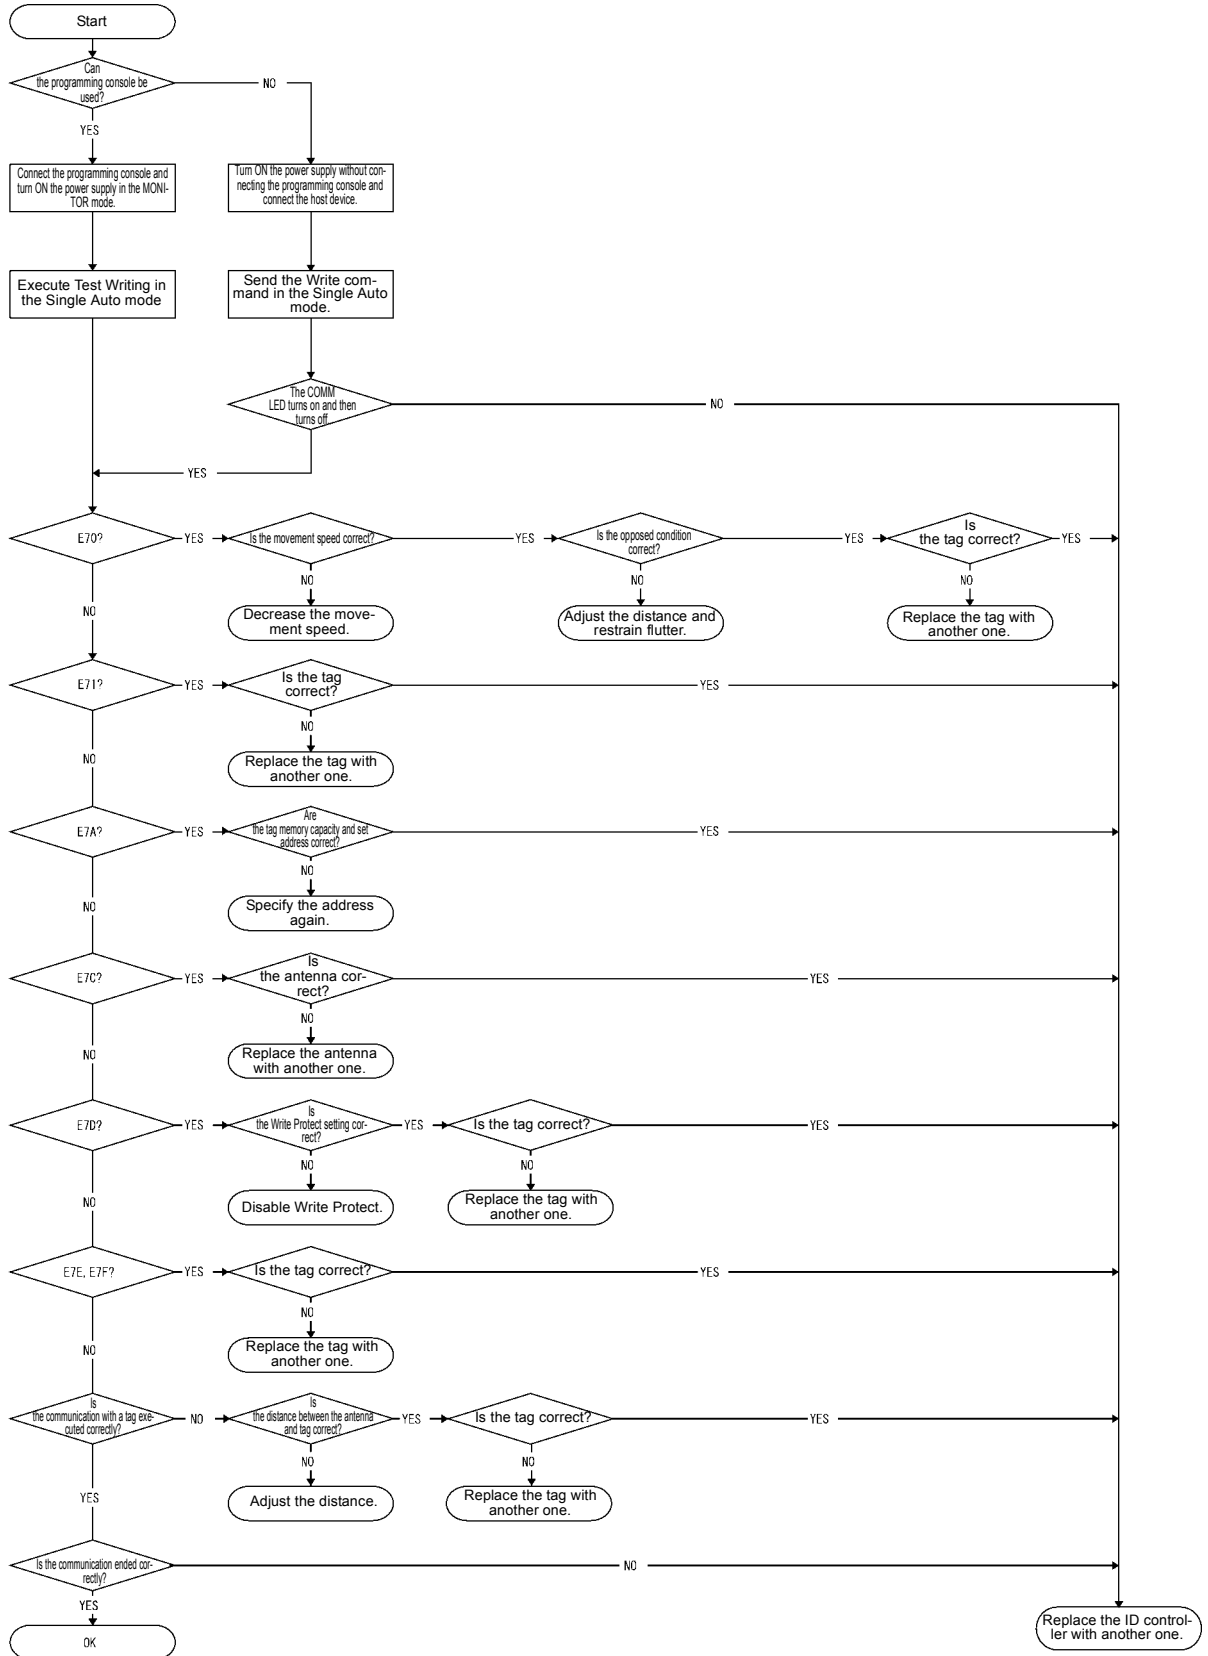 Start
Can
the programming console be
used?
NO
YES
Connect the programming console and
turn ON the power supply in the MONI-
TOR mode.
Turn ON the power supply without con-
necting the programming console and
connect the host device.
Execute Test Writing in
the Single Auto mode
Send the Write com-
mand in the Single Auto
mode.
The COMM
LED turns on and then
turns off.
NO
YES
E70?
YES
Is the movement speed correct?
YES
Is the opposed condition
correct?
YES
Is
the tag correct?
YES
NO
NO
NO
NO
Decrease the move-
ment speed.
Adjust the distance and
restrain flutter.
Replace the tag with
another one.
E71?
YES
Is the tag
correct?
YES
NO
NO
Replace the tag with
another one.
E7A?
YES
Are
the tag memory capacity and set
address correct?
YES
NO
NO
Specify the address
again.
E7C?
YES
Is
the antenna cor-
rect?
YES
NO
NO
Replace the antenna
with another one.
E7D?
YES
Is
the Write Protect setting cor-
rect?
YES
Is the tag correct?
YES
NO
NO
NO
Disable Write Protect.
Replace the tag with
another one.
E7E, E7F?
YES
Is the tag correct?
YES
NO
NO
Replace the tag with
another one.
Is
the communication with a tag exe-
cuted correctly?
NO
Is
the distance between the antenna
and tag correct?
YES
Is the tag correct?
YES
NO
NO
YES
Adjust the distance.
Replace the tag with
another one.
Is the communication ended cor-
rectly?
NO
YES
OK
Replace the ID control-
ler with another one.